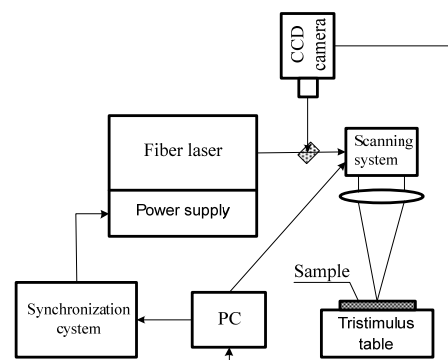 CCD
camera
Fiber laser
Power supply
Scanning
system
Sample
Synchronization
cystem
PC
Tristimulus
table